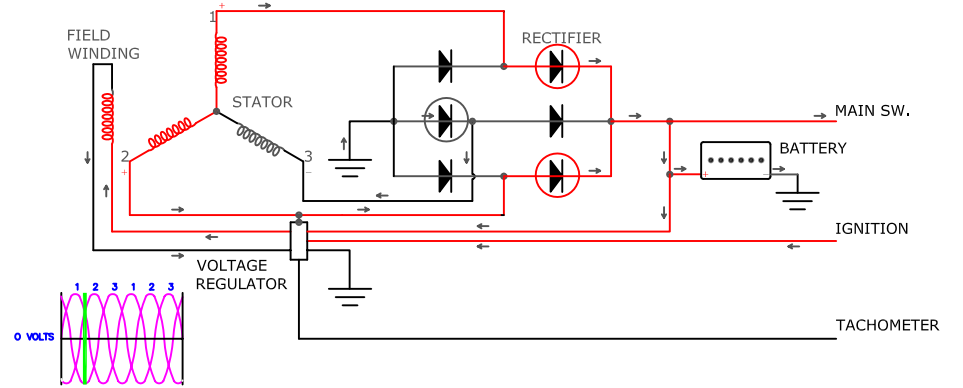 1
+
FIELD
WINDING
RECTIFIER
STATOR
MAIN SW.
BATTERY
2
+
3
−
+
−
IGNITION
VOLTAGE
REGULATOR
1 2 3 1 2 3
0 VOLTS
TACHOMETER